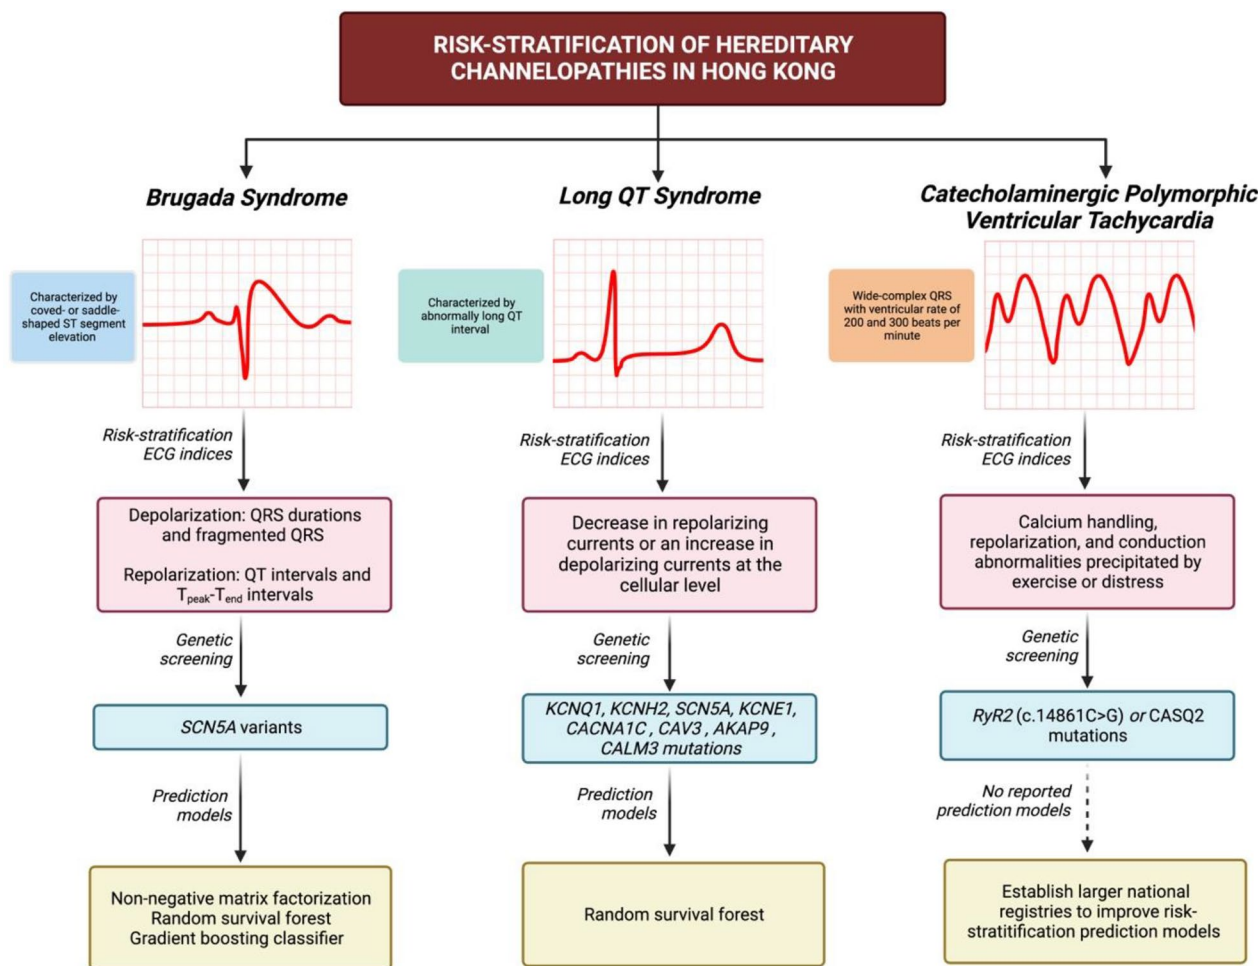 RISK-STRATIFICATION OF HEREDITARY
CHANNELOPATHIES IN HONG KONG
Brugada Syndrome
Characterized by
coved- or saddle-
shaped ST segment
elevation
Risk-stratification
ECG indices
Depolarization: QRS durations
and fragmented QRS
Repolarization: QT intervals and
Tpeak-Tend intervals
Genetic
screening
SCN5A variants
Prediction
models
Non-negative matrix factorization
Random survival forest
Gradient boosting classifier
Long QT Syndrome
Characterized by
abnormally long QT
interval
Risk-stratification
ECG indices
Decrease in repolarizing
currents or an increase in
depolarizing currents at the
cellular level
Genetic
screening
KCNQ1, KCNH2, SCN5A, KCNE1,
CACNA1C , CAV3 , AKAP9 ,
CALM3 mutations
Prediction
models
Random survival forest
Catecholaminergic Polymorphic
Ventricular Tachycardia
Wide-complex QRS
with ventricular rate of
200 and 300 beats per
minute
Risk-stratification
ECG indices
Calcium handling,
repolarization, and conduction
abnormalities precipitated by
exercise or distress
Genetic
screening
RyR2 (c.14861C>G) or CASQ2
mutations
No reported
prediction models
Establish larger national
registries to improve risk-
stratitification prediction models